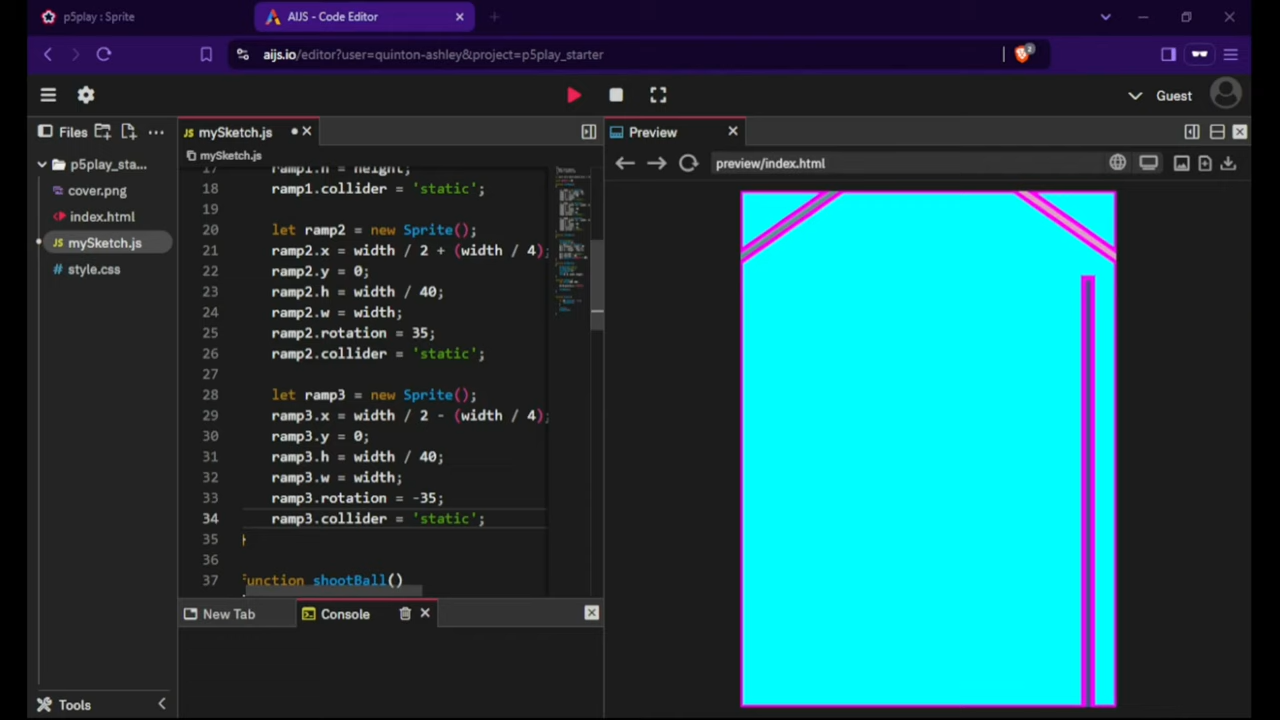 p5play : Sprite
AIJS - Code Editor
aijs.io/editor?user=quinton-ashley&project=p5play_starter
2
Guest
Files
mySketch.js
Preview
mySketch.js
preview/index.html
p5play_sta...
cover.png
index.html
mySketch.js
style.css
17 ramp1.h = height;
18 ramp1.collider = 'static';
19
20 let ramp2 = new Sprite();
21 ramp2.x = width / 2 + (width / 4);
22 ramp2.y = 0;
23 ramp2.h = width / 40;
24 ramp2.w = width;
25 ramp2.rotation = 35;
26 ramp2.collider = 'static';
27
28 let ramp3 = new Sprite();
29 ramp3.x = width / 2 - (width / 4);
30 ramp3.y = 0;
31 ramp3.h = width / 40;
32 ramp3.w = width;
33 ramp3.rotation = -35;
34 ramp3.collider = 'static';
35 }
36
37 function shootBall()
New Tab
Console
Tools